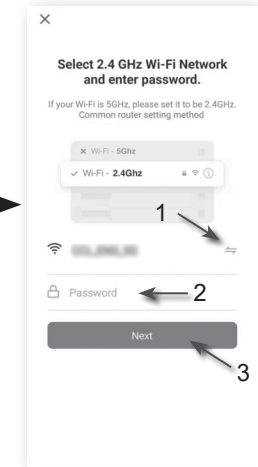 ×
Select 2.4 GHz Wi-Fi Network
and enter password.
If your Wi-Fi is 5GHz, please set it to be 2.4GHz.
Common router setting method
× Wi-Fi - 5Ghz
✓ Wi-Fi - 2.4Ghz
1
Password
2
Next
3